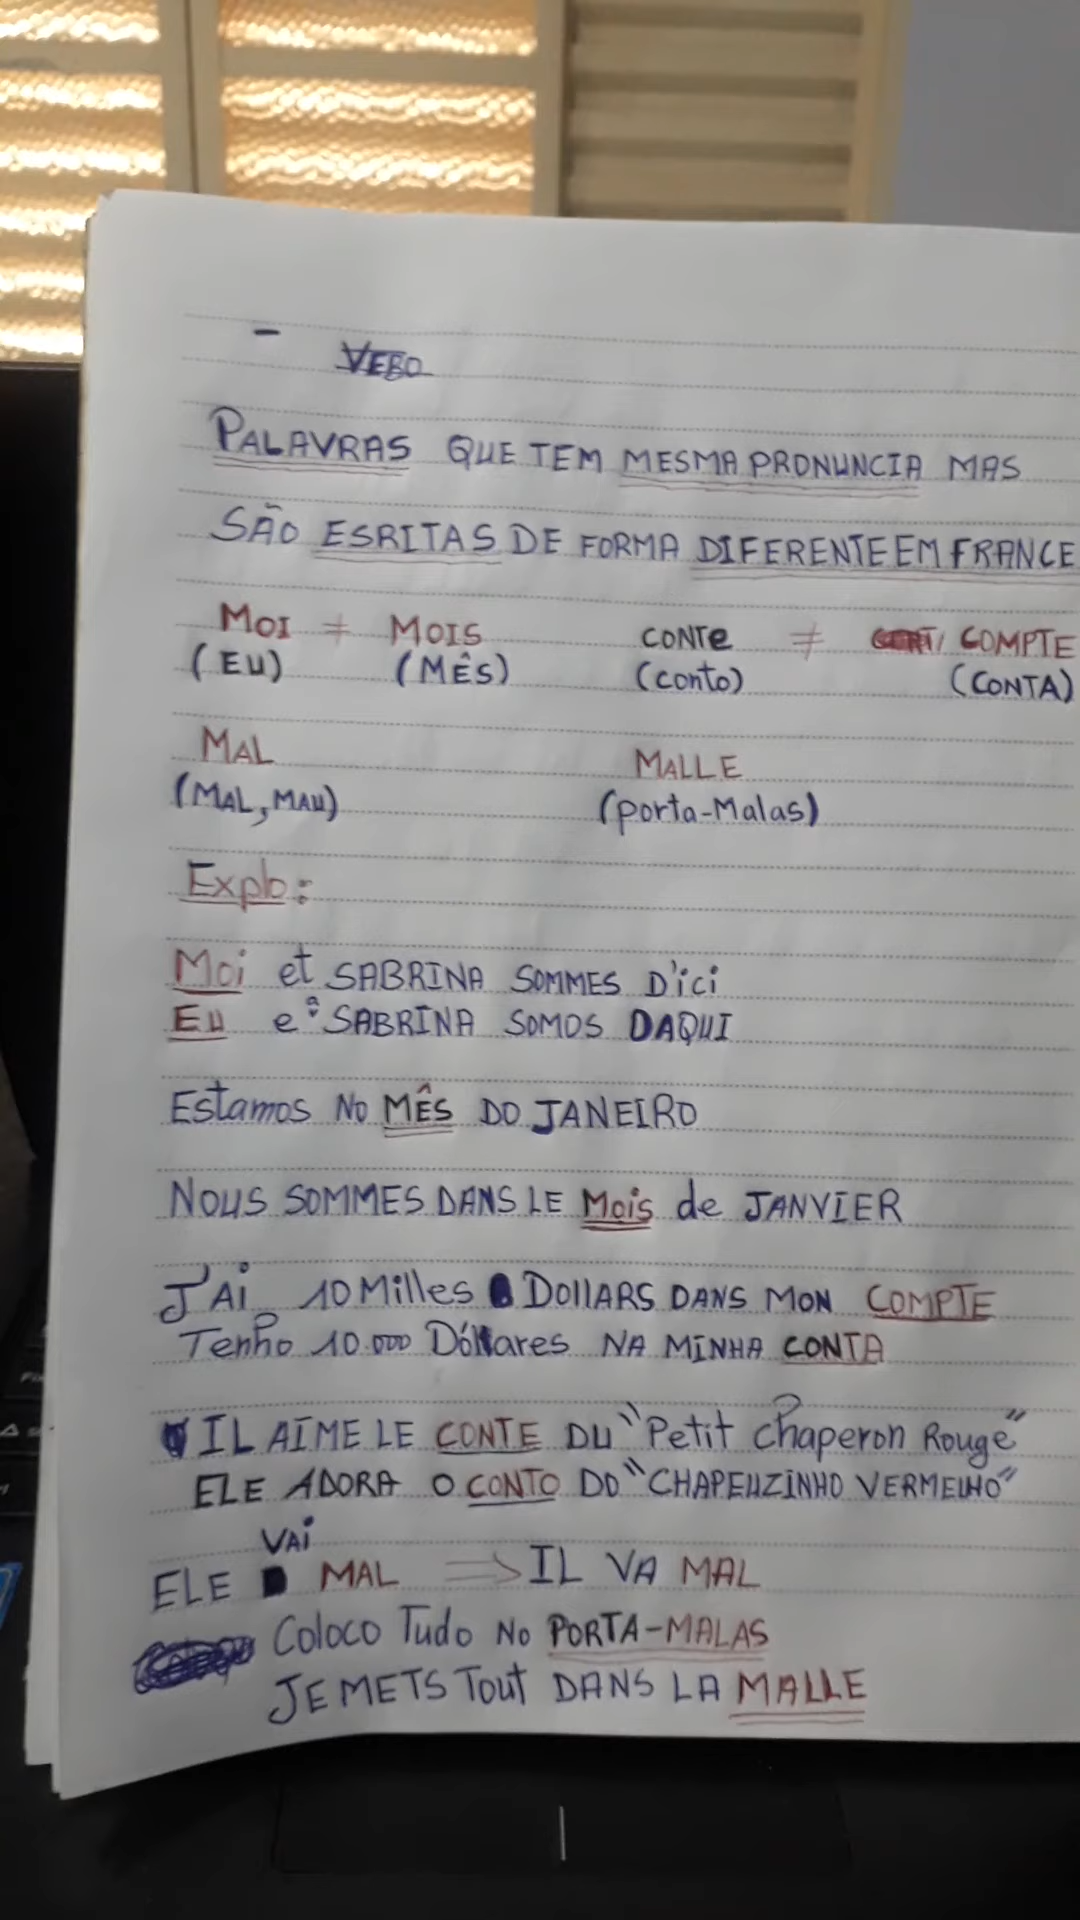 VEBO
PALAVRAS QUE TEM MESMA PRONUNCIA MAS
SÃO ESRITAS DE FORMA DIFERENTE EM FRANCE
MOI ≠ MOIS CONTE ≠ COMPTE
(EU) (MÊS) (conto) (CONTA)
MAL MALLE
(MAL, MAU) (porta-Malas)
Explo:
Moi et SABRINA SOMMES D'ici
EU e a SABRINA SOMOS DAQUI
Estamos No MÊS DO JANEIRO
NOUS SOMMES DANS LE Mois de JANVIER
J'Ai 10 Milles DollARS DANS MON COMPTE
Tenho 10.000 Dóllares NA MINHA CONTA
IL AIME LE CONTE DU "Petit chaperon Rouge"
ELE ADORA O CONTO DO "CHAPEUZINHO VERMELHO"
VAi
ELE MAL => IL VA MAL
Coloco Tudo No PORTA-MALAS
JE METS Tout DANS LA MALLE